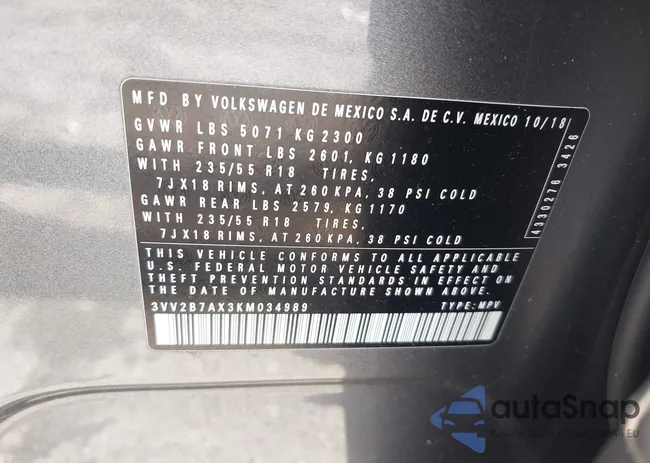 MFD. BY VOLKSWAGEN DE MEXICO S.A. DE C.V. MEXICO 10/18
GVWR LBS 5071 KG 2300
GAWR FRONT LBS 2601, KG 1180
WITH 235/55 R18 TIRES,
7JX18 RIMS, AT 260 KPA, 38 PSI COLD
GAWR REAR LBS 2579, KG 1170
WITH 235/55 R18 TIRES,
7JX18 RIMS, AT 260 KPA, 38 PSI COLD
THIS VEHICLE CONFORMS TO ALL APPLICABLE
U.S. FEDERAL MOTOR VEHICLE SAFETY AND
THEFT PREVENTION STANDARDS IN EFFECT ON
THE DATE OF MANUFACTURE SHOWN ABOVE.
3VV2B7AX3KM034989 TYPE: MPV
4330276 3426
autoSnap